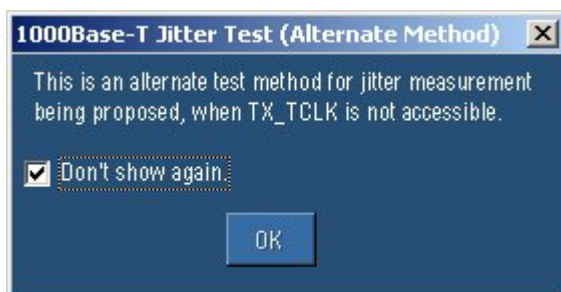 1000Base-T Jitter Test (Alternate Method)
This is an alternate test method for jitter measurement
being proposed, when TX_TCLK is not accessible.
Don't show again.
OK